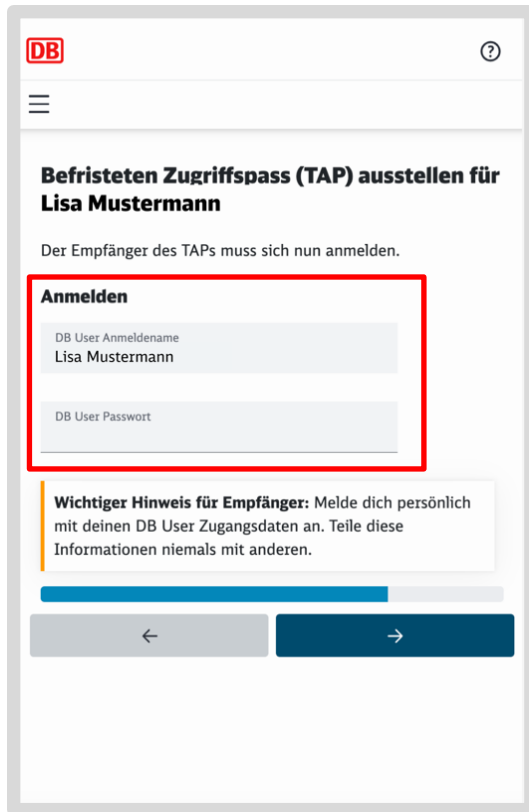 DB
?
Befristeten Zugriffspass (TAP) ausstellen für
Lisa Mustermann
Der Empfänger des TAPs muss sich nun anmelden.
Anmelden
DB User Anmeldename
Lisa Mustermann
DB User Passwort
Wichtiger Hinweis für Empfänger: Melde dich persönlich
mit deinen DB User Zugangsdaten an. Teile diese
Informationen niemals mit anderen.
← →